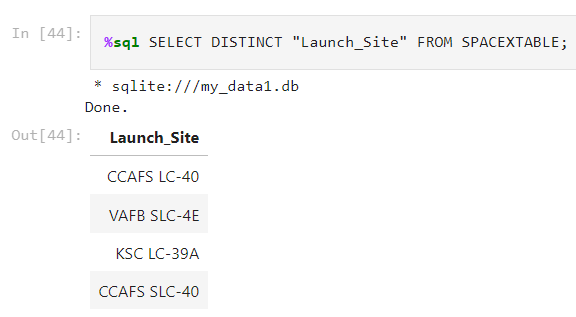 In [44]:
%sql SELECT DISTINCT "Launch_Site" FROM SPACEXTABLE;
* sqlite:///my_data1.db
Done.
Out[44]:
Launch_Site
CCAFS LC-40
VAFB SLC-4E
KSC LC-39A
CCAFS SLC-40